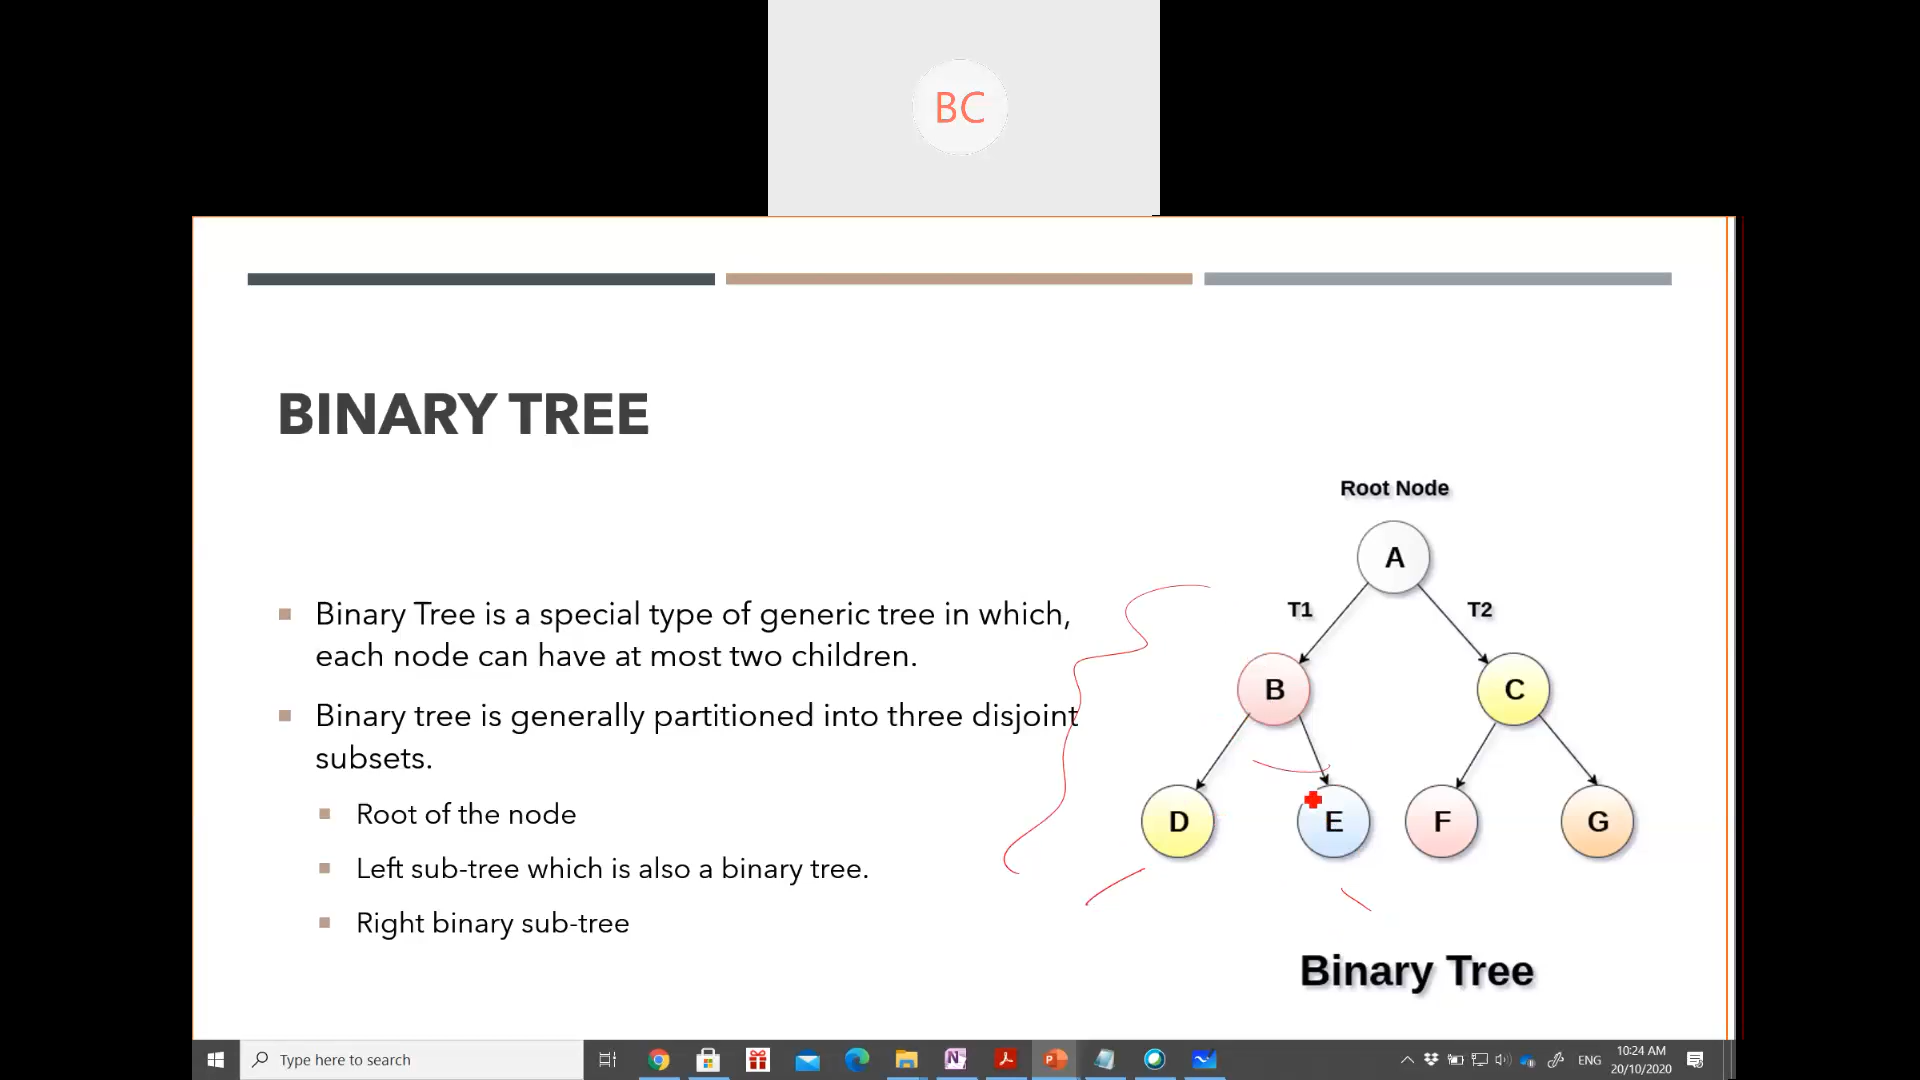 BC
BINARY TREE
Binary Tree is a special type of generic tree in which,
each node can have at most two children.
Binary tree is generally partitioned into three disjoint
subsets.
Root of the node
Left sub-tree which is also a binary tree.
Right binary sub-tree
Root Node
A
T1 T2
B C
D E F G
Binary Tree
Type here to search
ENG
10:24 AM
20/10/2020